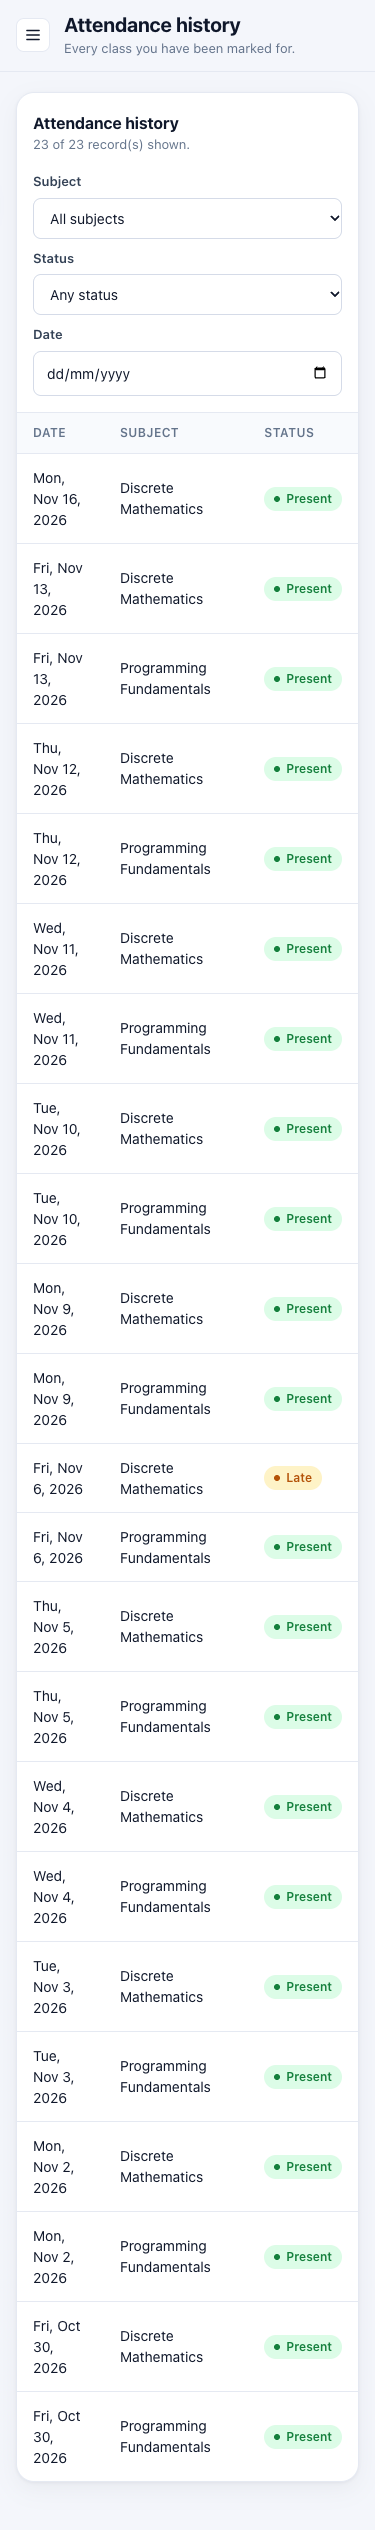 Attendance history
Every class you have been marked for.
Attendance history
23 of 23 record(s) shown.
Subject
All subjects
Status
Any status
Date
dd/mm/yyyy
DATE SUBJECT STATUS
Mon,
Nov 16,
2026
Discrete
Mathematics
Present
Fri, Nov
13,
2026
Discrete
Mathematics
Present
Fri, Nov
13,
2026
Programming
Fundamentals
Present
Thu,
Nov 12,
2026
Discrete
Mathematics
Present
Thu,
Nov 12,
2026
Programming
Fundamentals
Present
Wed,
Nov 11,
2026
Discrete
Mathematics
Present
Wed,
Nov 11,
2026
Programming
Fundamentals
Present
Tue,
Nov 10,
2026
Discrete
Mathematics
Present
Tue,
Nov 10,
2026
Programming
Fundamentals
Present
Mon,
Nov 9,
2026
Discrete
Mathematics
Present
Mon,
Nov 9,
2026
Programming
Fundamentals
Present
Fri, Nov
6, 2026
Discrete
Mathematics
Late
Fri, Nov
6, 2026
Programming
Fundamentals
Present
Thu,
Nov 5,
2026
Discrete
Mathematics
Present
Thu,
Nov 5,
2026
Programming
Fundamentals
Present
Wed,
Nov 4,
2026
Discrete
Mathematics
Present
Wed,
Nov 4,
2026
Programming
Fundamentals
Present
Tue,
Nov 3,
2026
Discrete
Mathematics
Present
Tue,
Nov 3,
2026
Programming
Fundamentals
Present
Mon,
Nov 2,
2026
Discrete
Mathematics
Present
Mon,
Nov 2,
2026
Programming
Fundamentals
Present
Fri, Oct
30,
2026
Discrete
Mathematics
Present
Fri, Oct
30,
2026
Programming
Fundamentals
Present